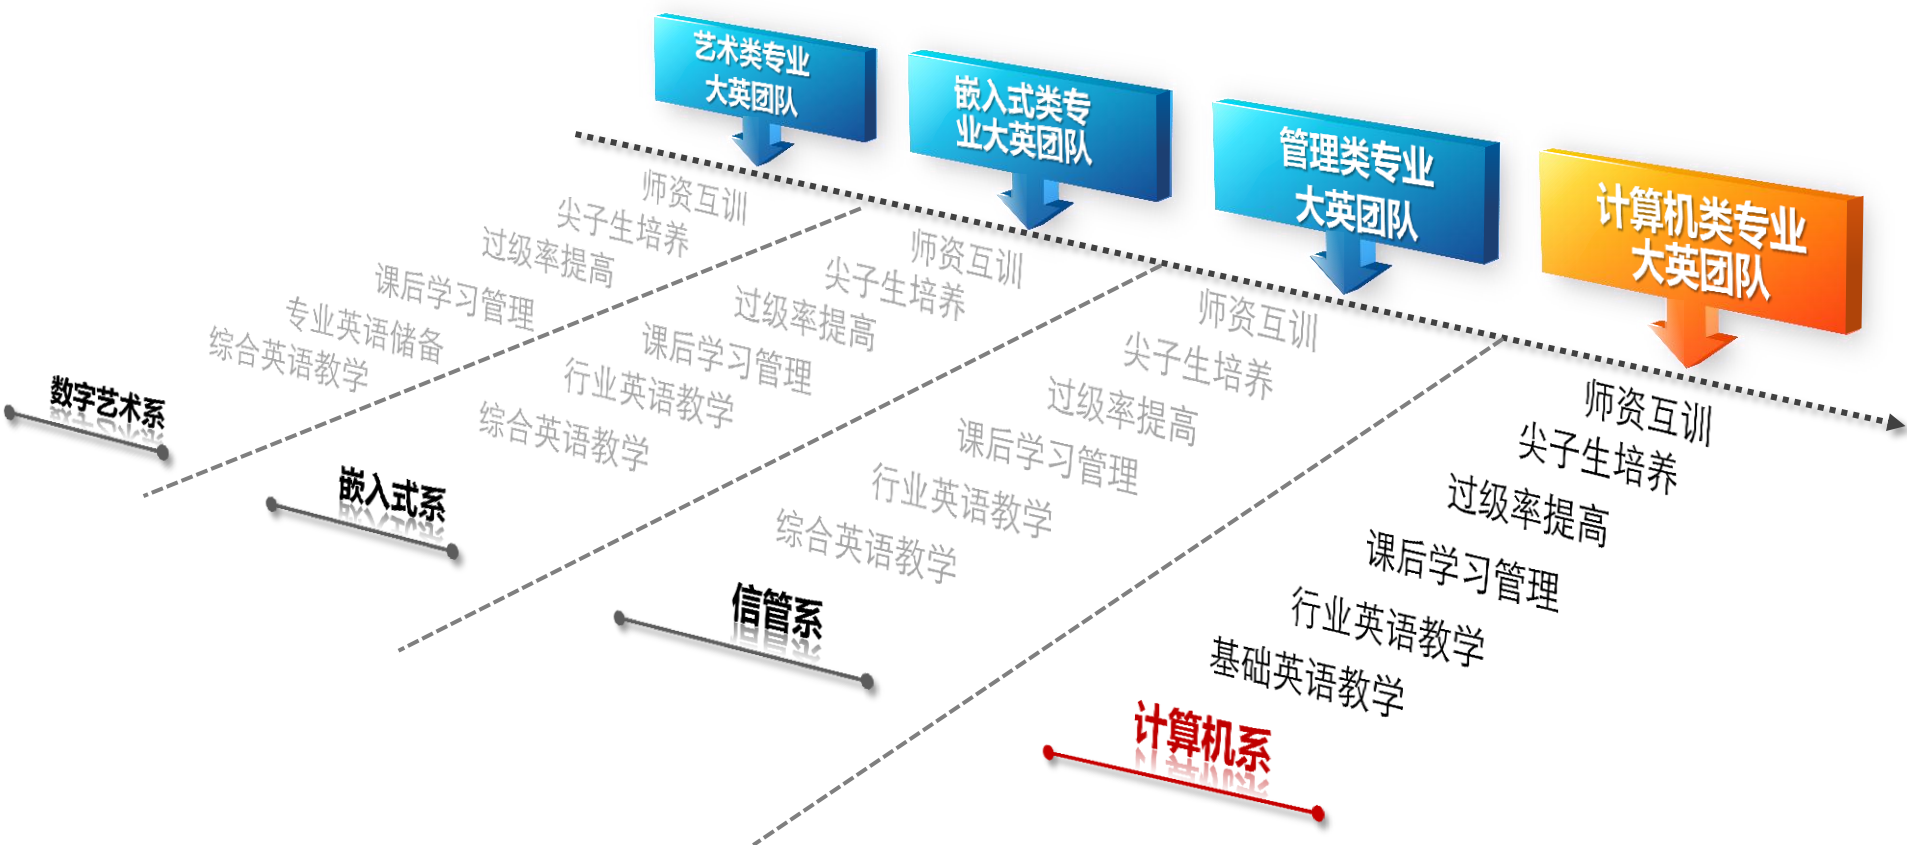 艺术类专业
大英团队
师资互训
尖子生培养
过级率提高
课后学习管理
专业英语储备
综合英语教学
数字艺术系
嵌入式类专
业大英团队
师资互训
尖子生培养
过级率提高
课后学习管理
行业英语教学
综合英语教学
嵌入式系
管理类专业
大英团队
师资互训
尖子生培养
过级率提高
课后学习管理
行业英语教学
综合英语教学
信管系
计算机类专业
大英团队
师资互训
尖子生培养
过级率提高
课后学习管理
行业英语教学
基础英语教学
计算机系